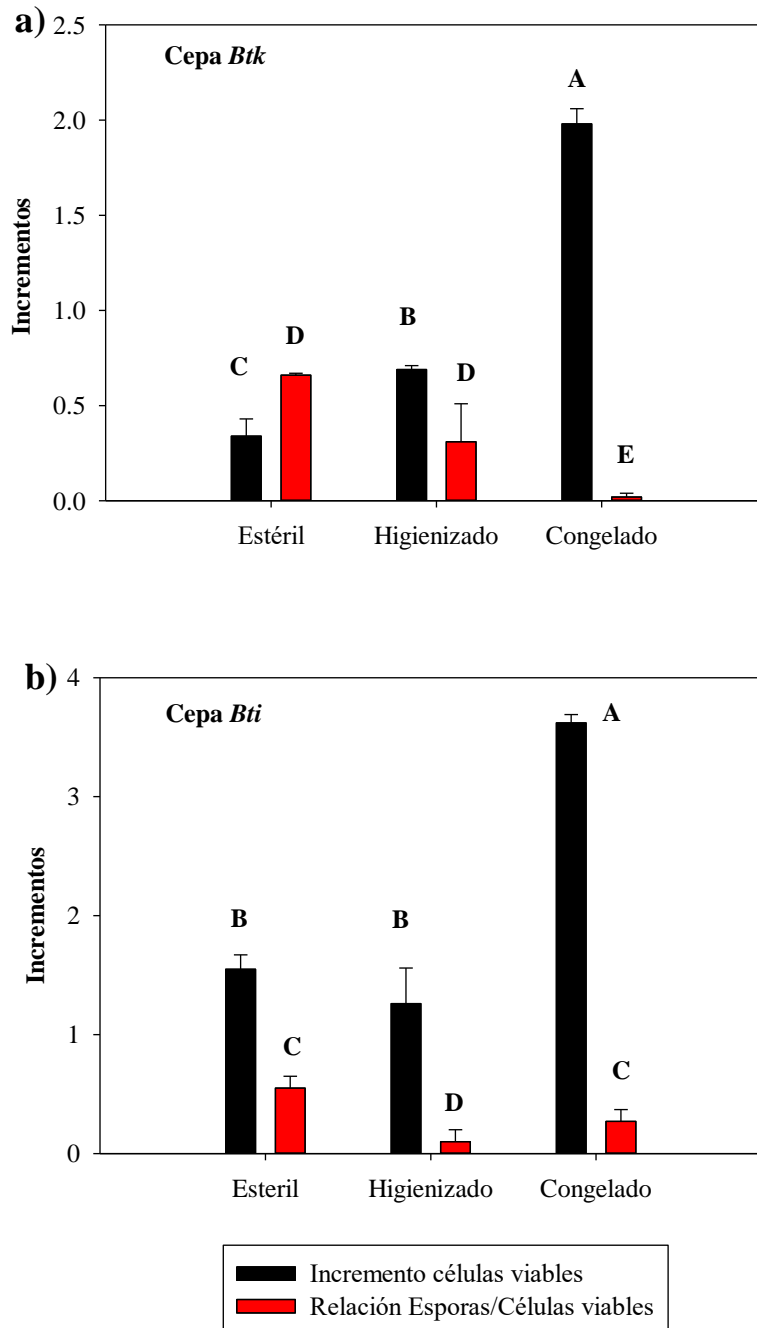 a)
2.5
Cepa Btk
A
2.0
1.5
Incrementos
1.0
B
D
C
D
0.5
E
0.0
Estéril Higienizado Congelado
b)
4
Cepa Bti
A
3
Incrementos
2
B B
1
C
C
D
0
Esteril Higienizado Congelado
Incremento células viables
Relación Esporas/Células viables